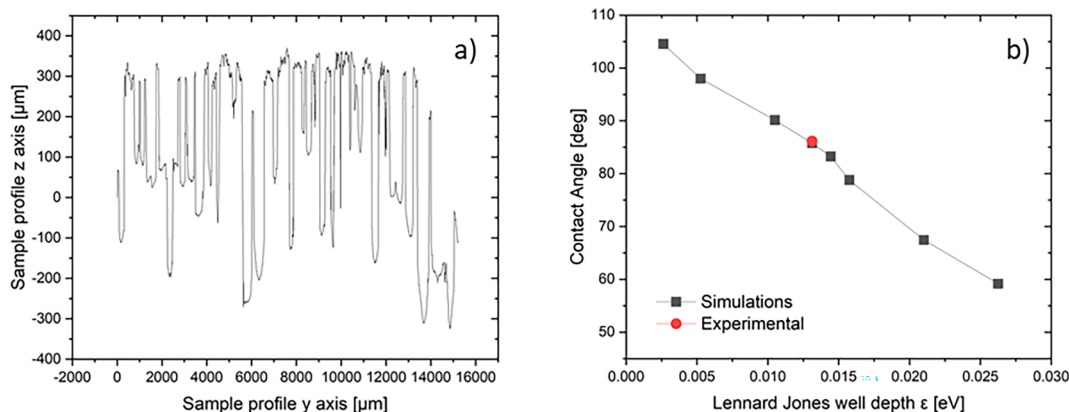 a)
400
300
200
100
0
-100
-200
-300
-400
Sample profile z axis [µm]
-2000 0 2000 4000 6000 8000 10000 12000 14000 16000
Sample profile y axis [µm]
b)
110
100
90
80
70
60
50
Contact Angle [deg]
Simulations
Experimental
0.000 0.005 0.010 0.015 0.020 0.025 0.030
Lennard Jones well depth ε [eV]